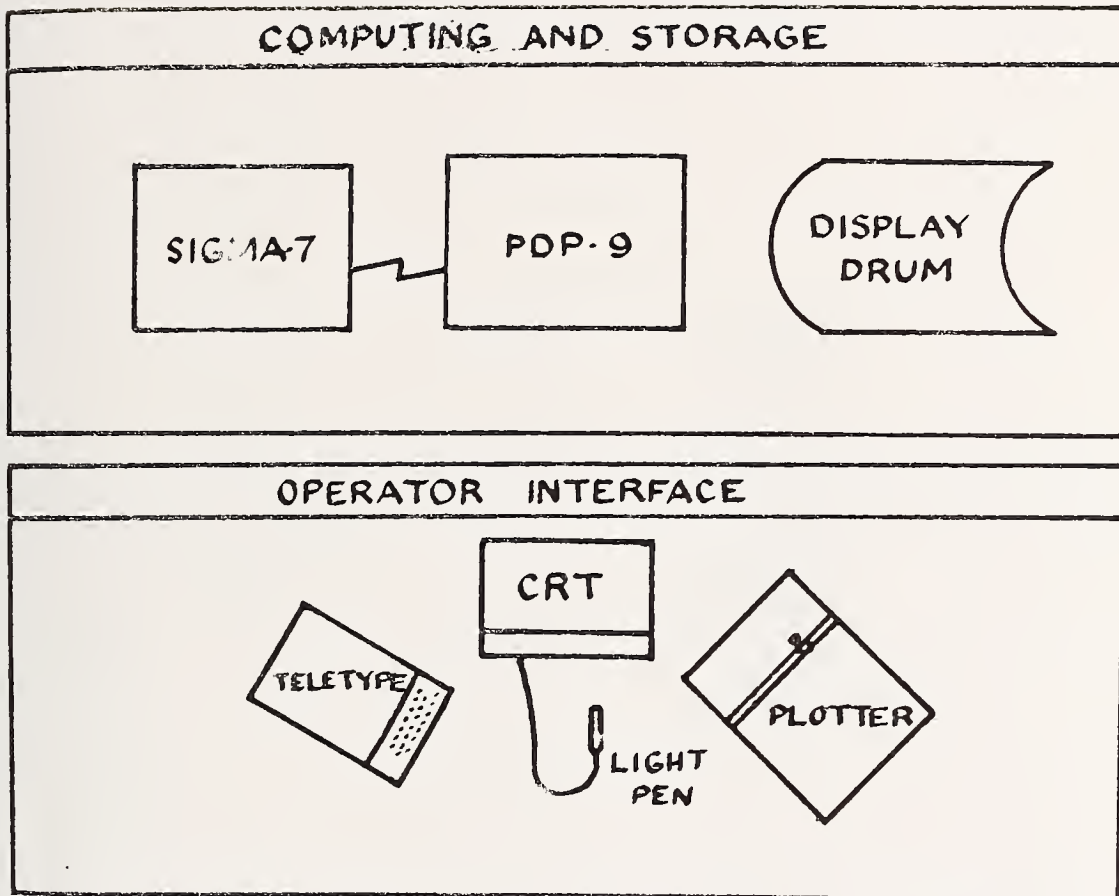 COMPUTING AND STORAGE
SIGMA-7
PDP-9
DISPLAY
DRUM
OPERATOR INTERFACE
CRT
TELETYPE
PLOTTER
LIGHT
PEN